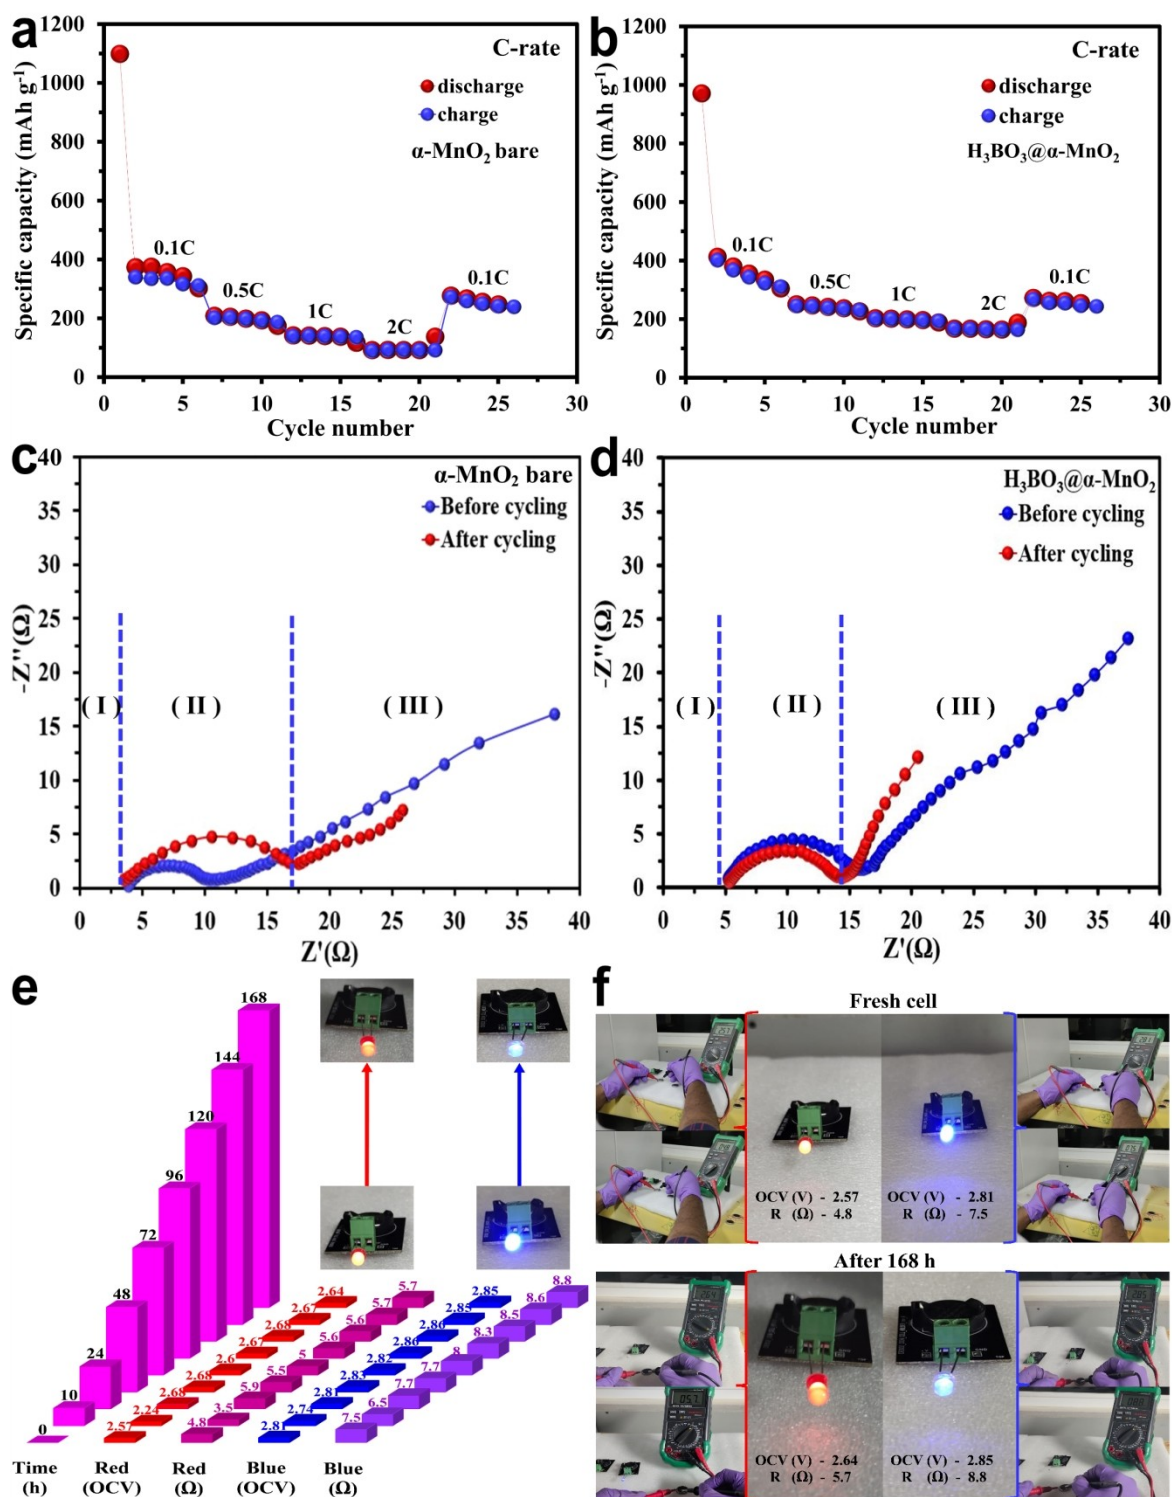 a
1200
1000
800
600
400
200
0
Specific capacity (mAh g⁻¹)
C-rate
discharge
charge
α-MnO₂ bare
0.1C
0.5C
1C
2C
0.1C
0 5 10 15 20 25 30
Cycle number
b
1200
1000
800
600
400
200
0
Specific capacity (mAh g⁻¹)
C-rate
discharge
charge
H₃BO₃@α-MnO₂
0.1C
0.5C
1C
2C
0.1C
0 5 10 15 20 25 30
Cycle number
c
40
35
30
25
20
15
10
5
0
-Z''(Ω)
α-MnO₂ bare
Before cycling
After cycling
( I )
( II )
( III )
0 5 10 15 20 25 30 35 40
Z'(Ω)
d
40
35
30
25
20
15
10
5
0
-Z''(Ω)
H₃BO₃@α-MnO₂
Before cycling
After cycling
( I )
( II )
( III )
0 5 10 15 20 25 30 35 40
Z'(Ω)
e
168
144
120
96
72
48
24
10
0
2.64
2.67
2.68
2.67
2.6
2.68
2.68
2.24
2.57
5.7
5.7
5.6
5.6
5
5.5
5.9
3.5
4.8
2.85
2.85
2.86
2.86
2.82
2.83
2.81
2.74
2.81
8.8
8.6
8.5
8.3
8
7.7
7.7
6.5
7.5
Time
(h)
Red
(OCV)
Red
(Ω)
Blue
(OCV)
Blue
(Ω)
f
Fresh cell
OCV (V) - 2.57
R (Ω) - 4.8
OCV (V) - 2.81
R (Ω) - 7.5
After 168 h
OCV (V) - 2.64
R (Ω) - 5.7
OCV (V) - 2.85
R (Ω) - 8.8